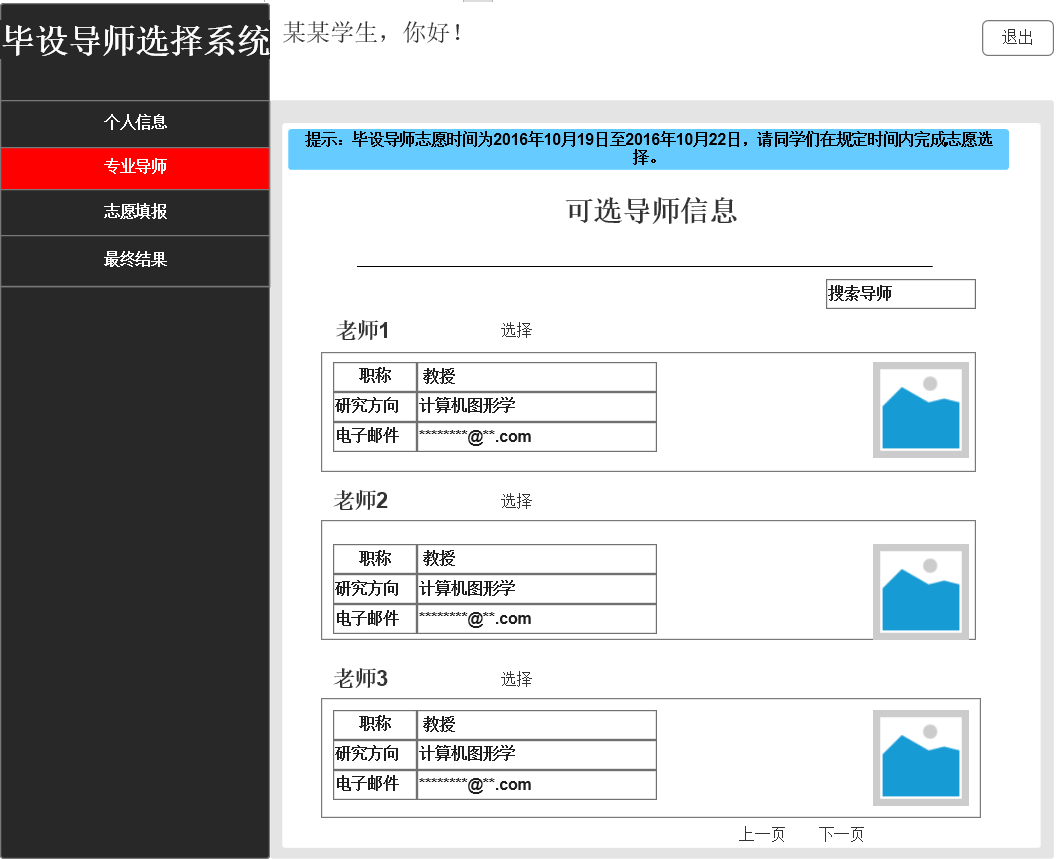 毕设导师选择系统
某某学生，你好！
退出
个人信息
专业导师
志愿填报
最终结果
提示：毕设导师志愿时间为2016年10月19日至2016年10月22日，请同学们在规定时间内完成志愿选
择。
可选导师信息
搜索导师
老师1 选择
职称 教授
研究方向 计算机图形学
电子邮件 ********@**.com
老师2 选择
职称 教授
研究方向 计算机图形学
电子邮件 ********@**.com
老师3 选择
职称 教授
研究方向 计算机图形学
电子邮件 ********@**.com
上一页 下一页